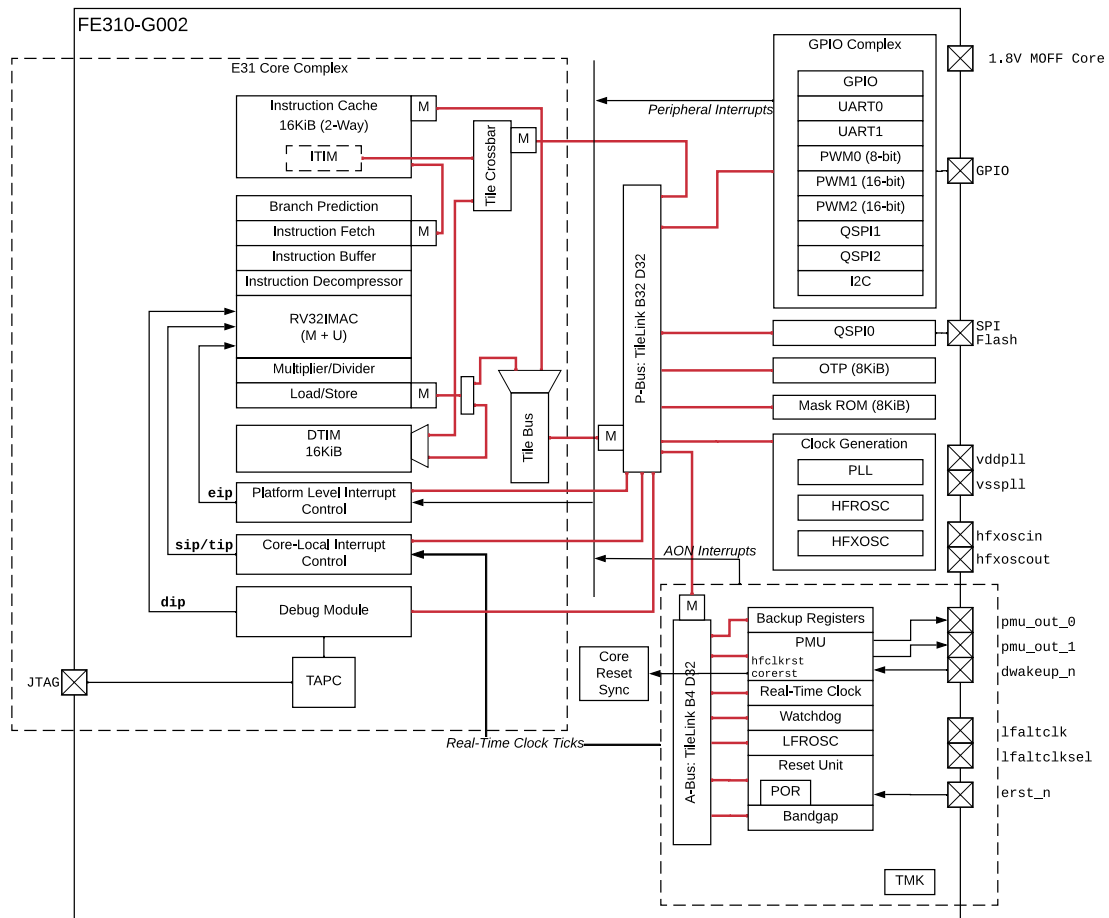 FE310-G002
E31 Core Complex
Instruction Cache
16KiB (2-Way)
M
ITIM
Tile Crossbar
M
Branch Prediction
Instruction Fetch
M
Instruction Buffer
Instruction Decompressor
RV32IMAC
(M + U)
Multiplier/Divider
Load/Store
M
DTIM
16KiB
Tile Bus
eip
Platform Level Interrupt
Control
sip/tip
Core-Local Interrupt
Control
dip
Debug Module
TAPC
JTAG
Real-Time Clock Ticks
Peripheral Interrupts
P-Bus: TileLink B32 D32
M
AON Interrupts
GPIO Complex
GPIO
UART0
UART1
PWM0 (8-bit)
PWM1 (16-bit)
PWM2 (16-bit)
QSPI1
QSPI2
I2C
QSPI0
OTP (8KiB)
Mask ROM (8KiB)
Clock Generation
PLL
HFROSC
HFXOSC
M
A-Bus: TileLink B4 D32
Core
Reset
Sync
Backup Registers
PMU
hfclkrst
corerst
Real-Time Clock
Watchdog
LFROSC
Reset Unit
POR
Bandgap
TMK
1.8V MOFF Core
GPIO
SPI
Flash
vddpll
vsspll
hfxoscin
hfxoscout
pmu_out_0
pmu_out_1
dwakeup_n
lfaltclk
lfaltclksel
erst_n